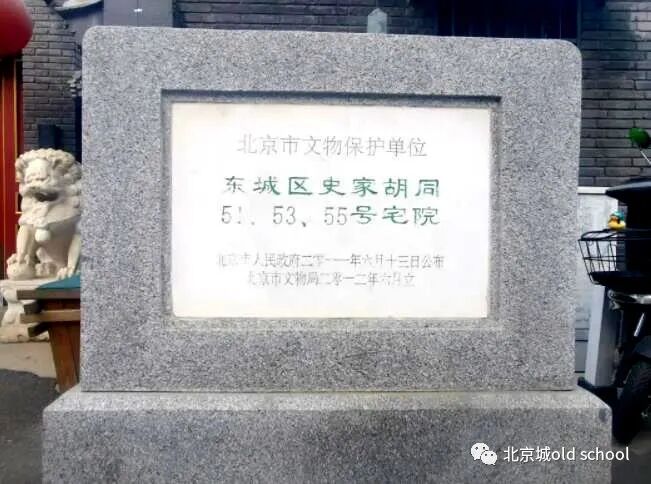 北京市文物保护单位
东城区史家胡同
51、53、55号宅院
北京市人民政府二零一一年六月十三日公布
北京市文物局二零一二年六月立
北京城old school